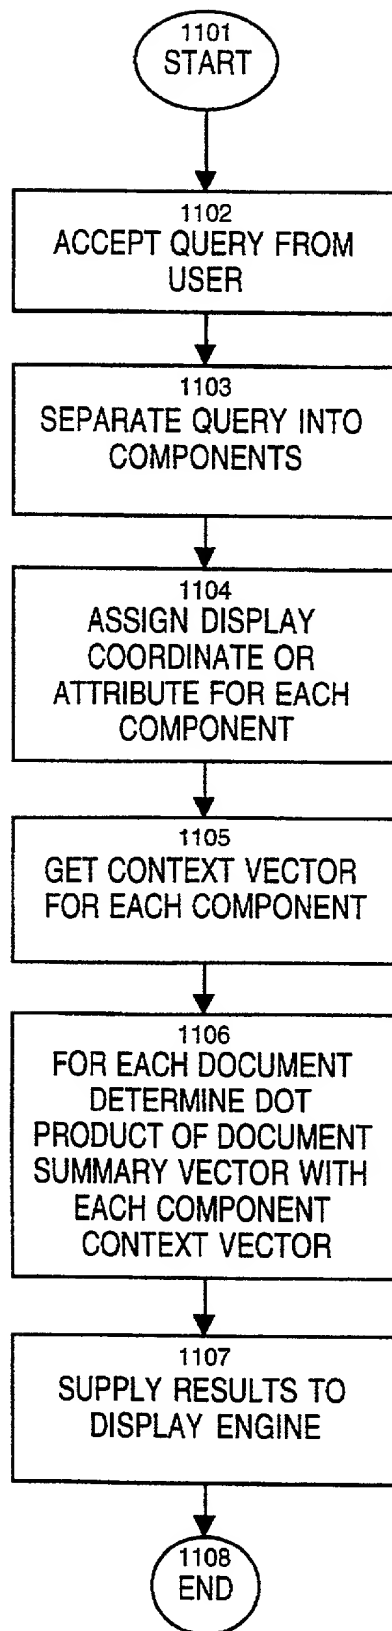 1101
START
1102
ACCEPT QUERY FROM
USER
1103
SEPARATE QUERY INTO
COMPONENTS
1104
ASSIGN DISPLAY
COORDINATE OR
ATTRIBUTE FOR EACH
COMPONENT
1105
GET CONTEXT VECTOR
FOR EACH COMPONENT
1106
FOR EACH DOCUMENT
DETERMINE DOT
PRODUCT OF DOCUMENT
SUMMARY VECTOR WITH
EACH COMPONENT
CONTEXT VECTOR
1107
SUPPLY RESULTS TO
DISPLAY ENGINE
1108
END